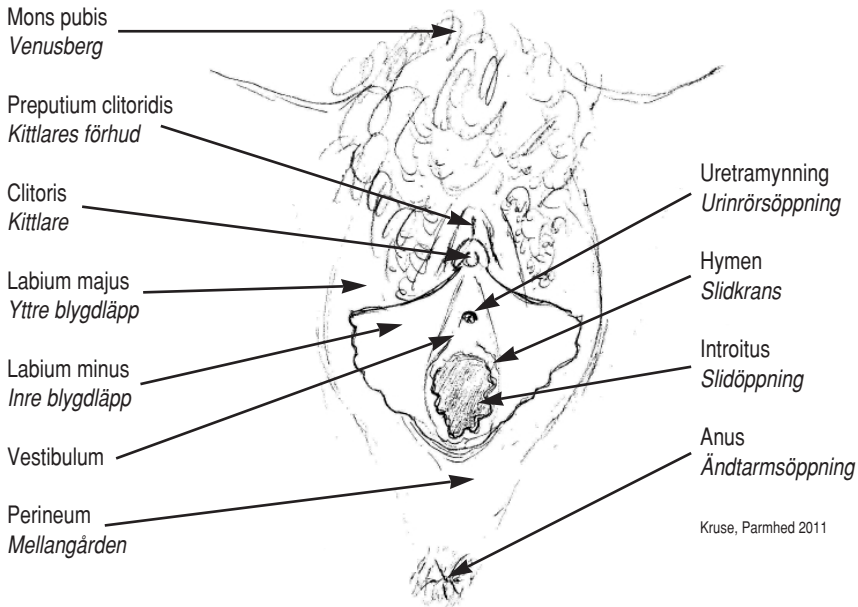 Mons pubis
Venusberg
Preputium clitoridis
Kittlares förhud
Clitoris
Kittlare
Labium majus
Yttre blygdläpp
Labium minus
Inre blygdläpp
Vestibulum
Perineum
Mellangården
Uretramynning
Urinrörsöppning
Hymen
Slidkrans
Introitus
Slidöppning
Anus
Ändtarmsöppning
Kruse, Parmhed 2011